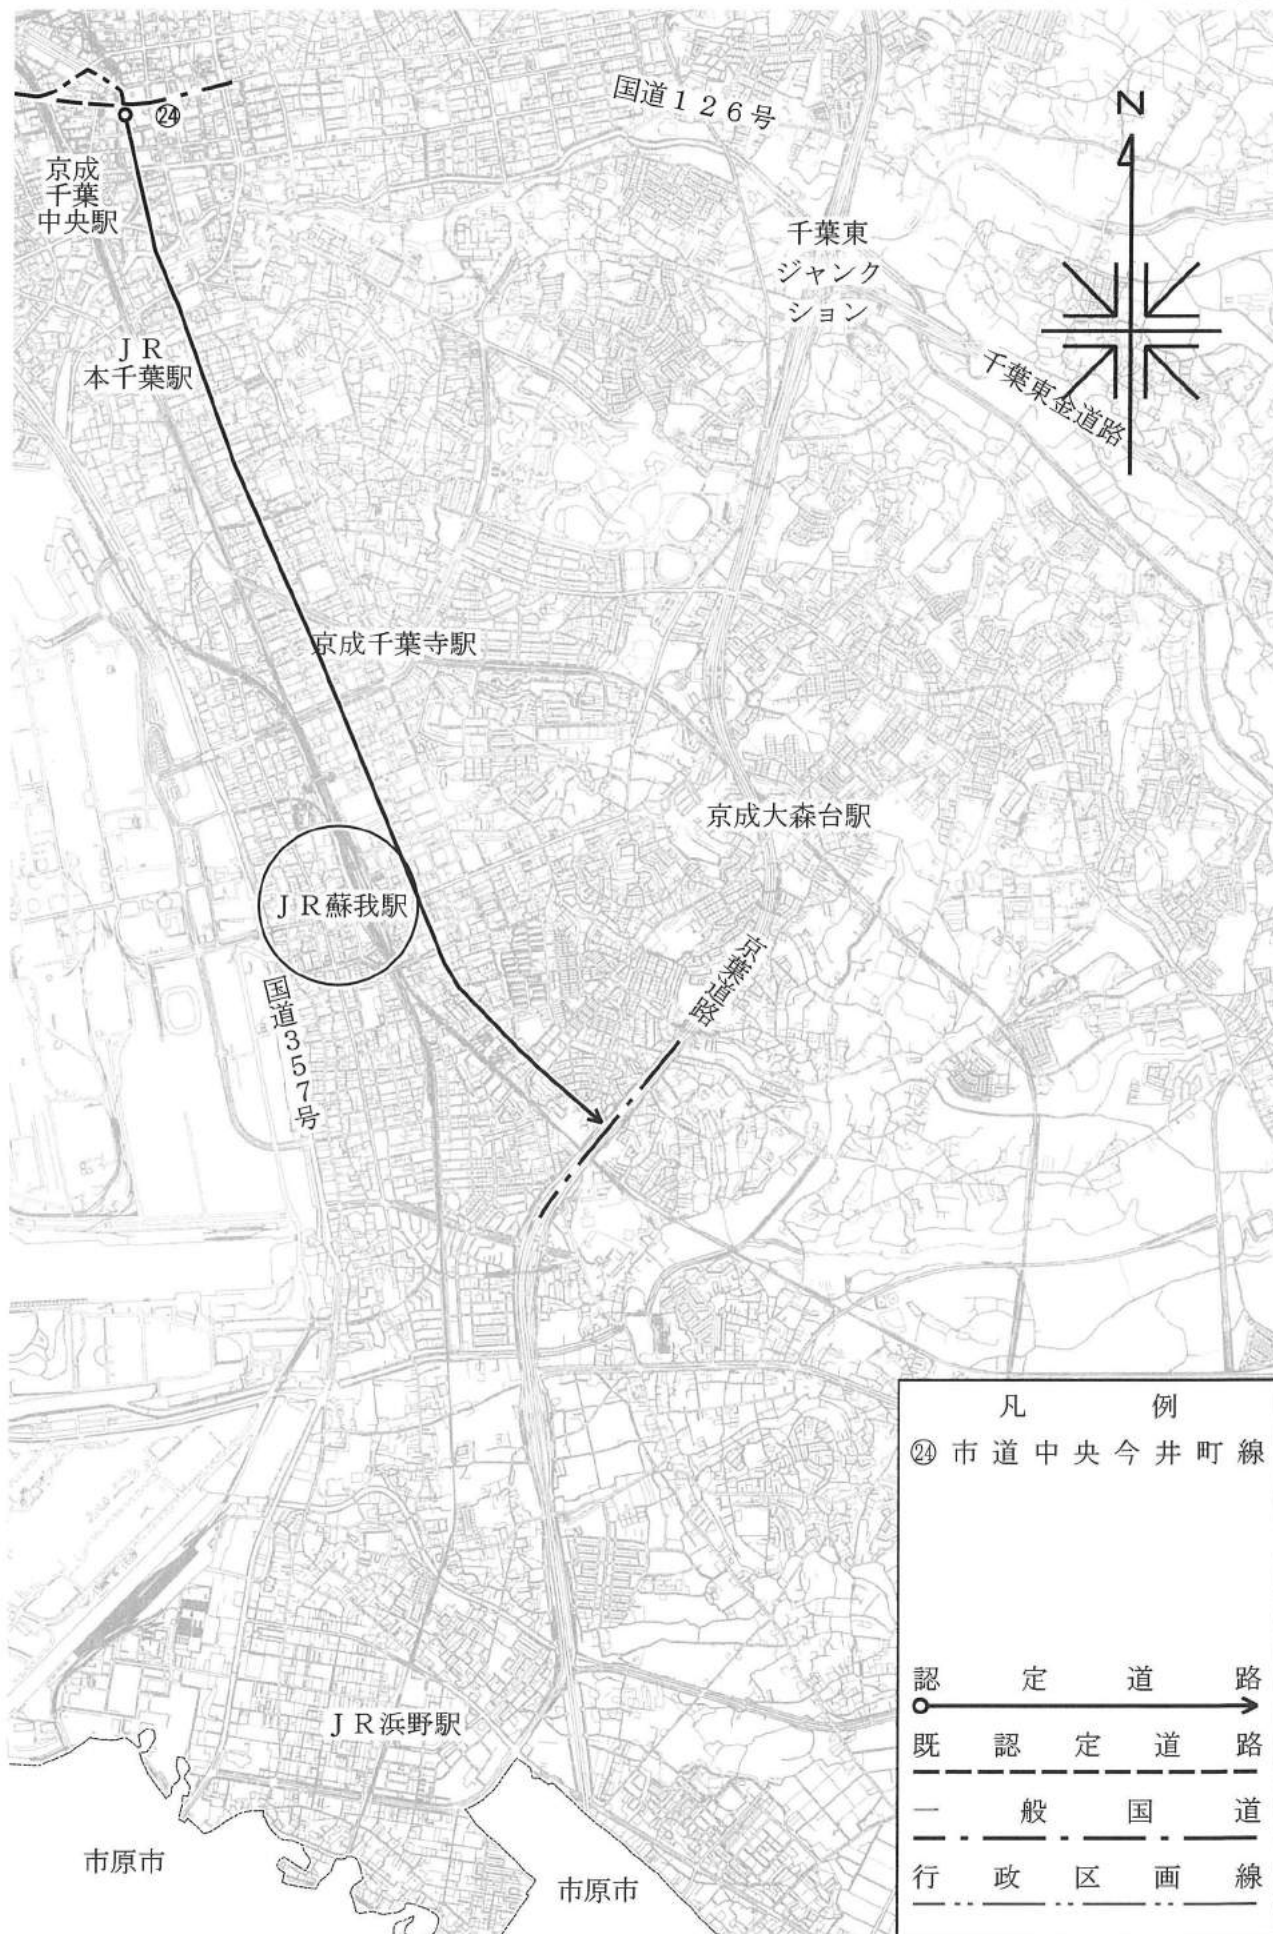 国道１２６号
N
㉔
京成
千葉
中央駅
千葉東
ジャンク
ション
ＪＲ
本千葉駅
千葉東金道路
京成千葉寺駅
京成大森台駅
ＪＲ蘇我駅
京葉道路
国道３５７号
凡例
㉔市道中央今井町線
認定道路
既認定道路
一般国道
行政区画線
ＪＲ浜野駅
市原市
市原市